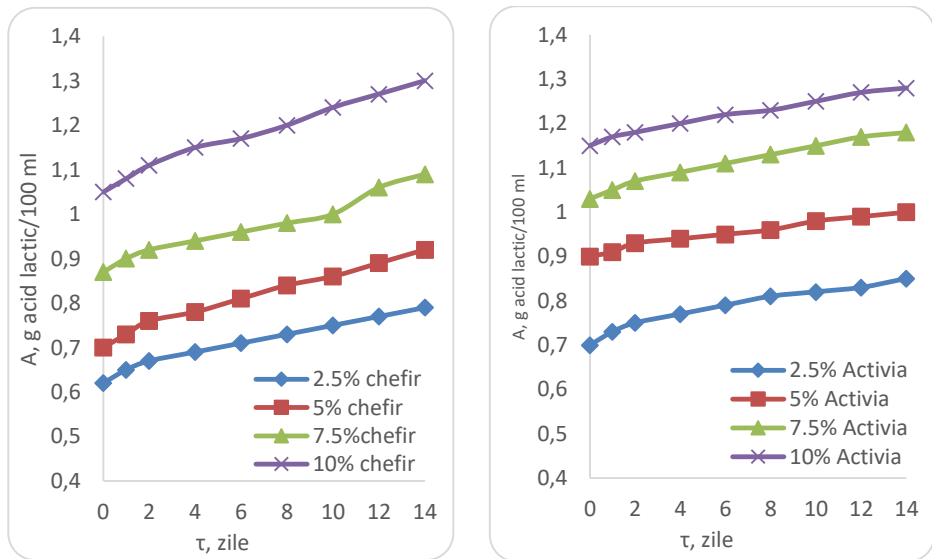 A, g acid lactic/100 ml
1,4
1,3
1,2
1,1
1
0,9
0,8
0,7
0,6
0,5
0,4
2.5% chefir
5% chefir
7.5%chefir
10% chefir
0 2 4 6 8 10 12 14
τ, zile
A, g acid lactic/100 ml
1,4
1,3
1,2
1,1
1
0,9
0,8
0,7
0,6
0,5
0,4
2.5% Activia
5% Activia
7.5% Activia
10% Activia
0 2 4 6 8 10 12 14
τ, zile